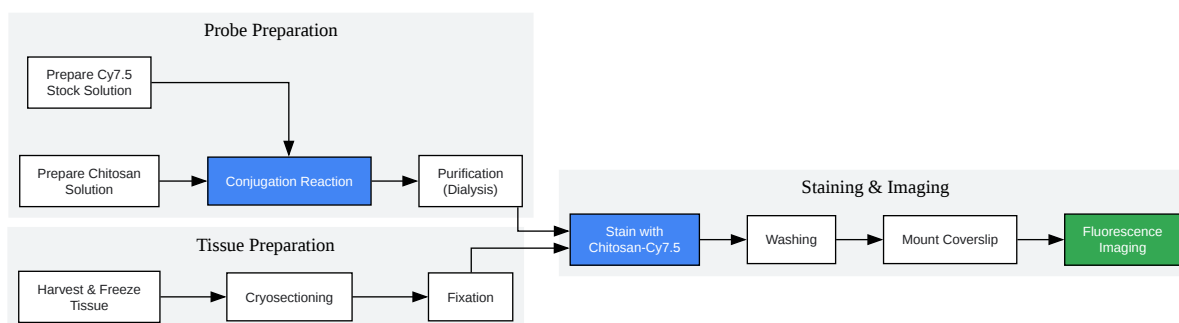 Probe Preparation
Prepare Cy7.5
Stock Solution
Prepare Chitosan
Solution
Conjugation Reaction
Purification
(Dialysis)
Tissue Preparation
Harvest & Freeze
Tissue
Cryosectioning
Fixation
Staining & Imaging
Stain with
Chitosan-Cy7.5
Washing
Mount Coverslip
Fluorescence
Imaging